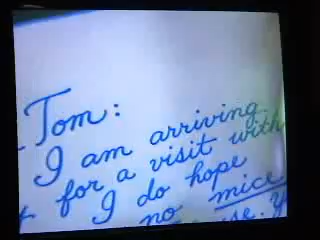 Tom:
I am arriving
for a visit with
I do hope
no mice